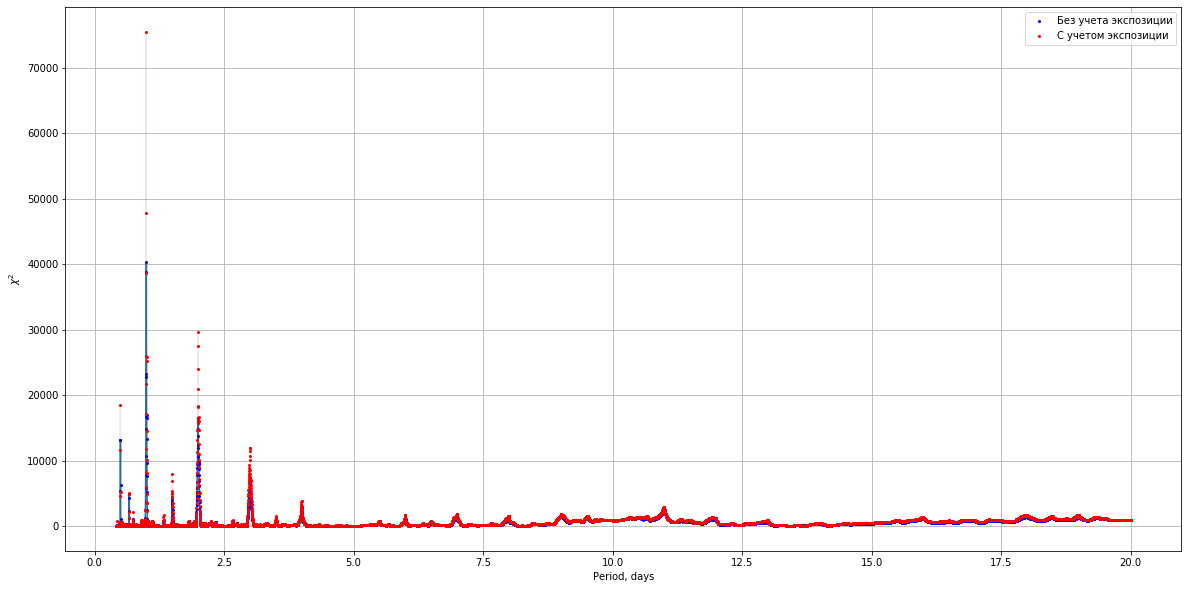 Без учета экспозиции
С учетом экспозиции
70000
60000
50000
40000
30000
20000
10000
0
χ²
0.0 2.5 5.0 7.5 10.0 12.5 15.0 17.5 20.0
Period, days